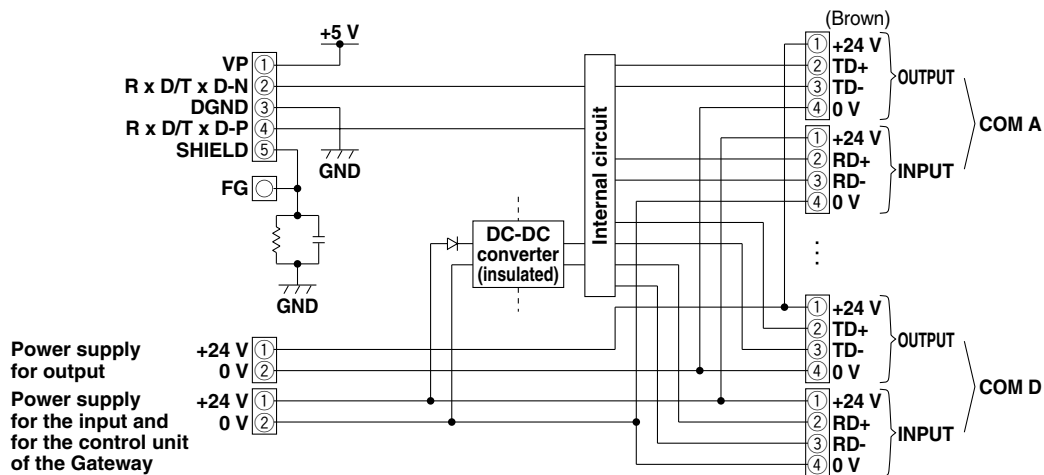 +5 V
VP ①
R x D/T x D-N ②
DGND ③
R x D/T x D-P ④
SHIELD ⑤
FG
GND
GND
DC-DC
converter
(insulated)
Internal circuit
(Brown)
① +24 V
② TD+
③ TD-
④ 0 V
OUTPUT
① +24 V
② RD+
③ RD-
④ 0 V
INPUT
COM A
① +24 V
② TD+
③ TD-
④ 0 V
OUTPUT
① +24 V
② RD+
③ RD-
④ 0 V
INPUT
COM D
Power supply
for output
+24 V ①
0 V ②
Power supply
for the input and
for the control unit
of the Gateway
+24 V ①
0 V ②